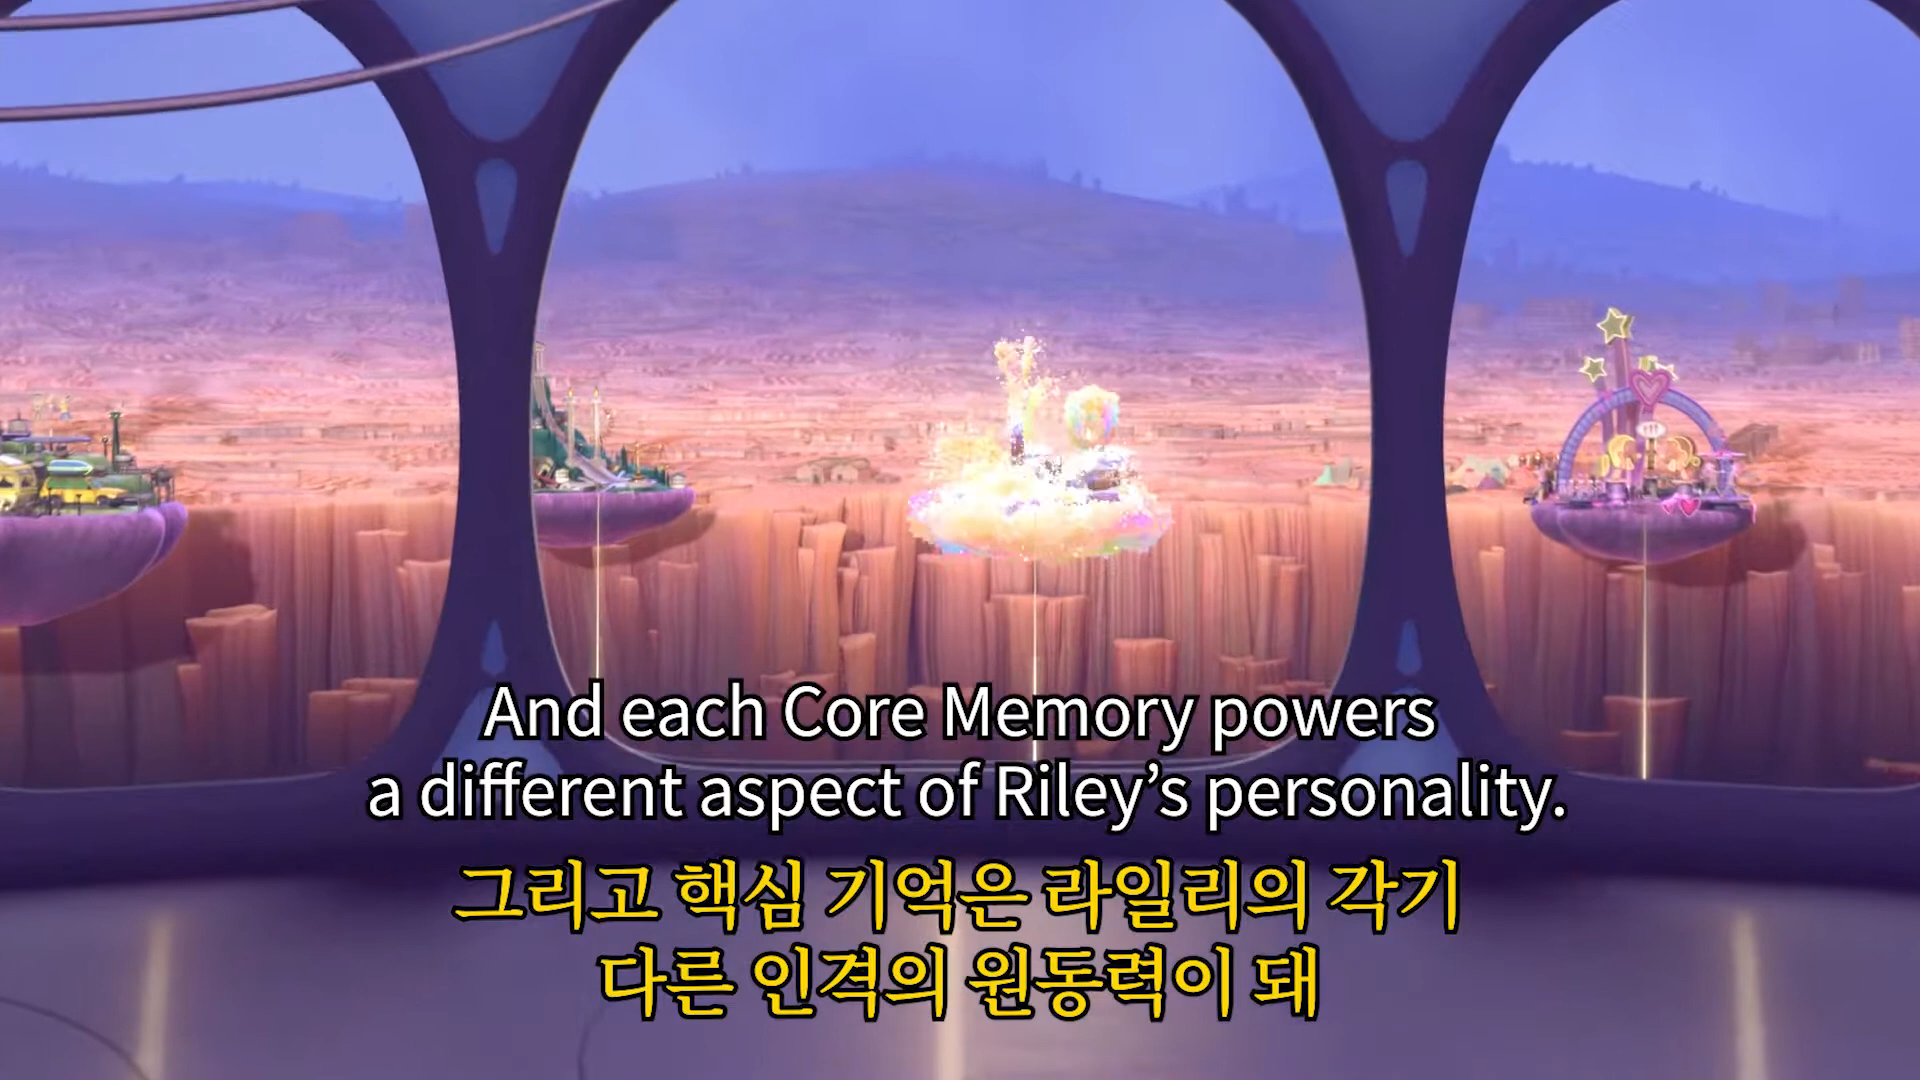 And each Core Memory powers
a different aspect of Riley’s personality.
그리고 핵심 기억은 라일리의 각기
다른 인격의 원동력이 돼